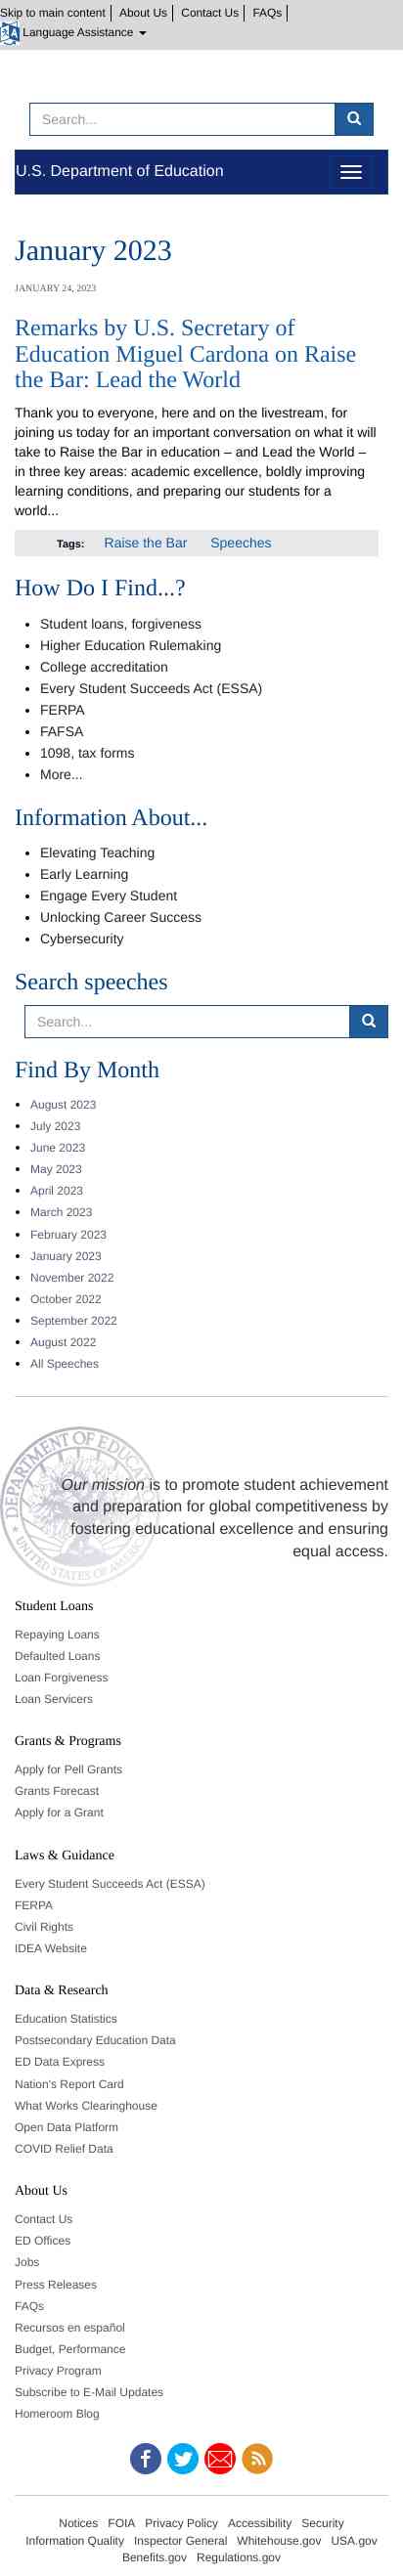 Skip to main content About Us Contact Us FAQs
Language Assistance
Search...
U.S. Department of Education
January 2023
JANUARY 24, 2023
Remarks by U.S. Secretary of
Education Miguel Cardona on Raise
the Bar: Lead the World
Thank you to everyone, here and on the livestream, for
joining us today for an important conversation on what it will
take to Raise the Bar in education – and Lead the World –
in three key areas: academic excellence, boldly improving
learning conditions, and preparing our students for a
world...
Tags: Raise the Bar Speeches
How Do I Find...?
Student loans, forgiveness
Higher Education Rulemaking
College accreditation
Every Student Succeeds Act (ESSA)
FERPA
FAFSA
1098, tax forms
More...
Information About...
Elevating Teaching
Early Learning
Engage Every Student
Unlocking Career Success
Cybersecurity
Search speeches
Search...
Find By Month
August 2023
July 2023
June 2023
May 2023
April 2023
March 2023
February 2023
January 2023
November 2022
October 2022
September 2022
August 2022
All Speeches
DEPARTMENT OF EDUCATION
UNITED STATES OF AMERICA
Our mission is to promote student achievement
and preparation for global competitiveness by
fostering educational excellence and ensuring
equal access.
Student Loans
Repaying Loans
Defaulted Loans
Loan Forgiveness
Loan Servicers
Grants & Programs
Apply for Pell Grants
Grants Forecast
Apply for a Grant
Laws & Guidance
Every Student Succeeds Act (ESSA)
FERPA
Civil Rights
IDEA Website
Data & Research
Education Statistics
Postsecondary Education Data
ED Data Express
Nation's Report Card
What Works Clearinghouse
Open Data Platform
COVID Relief Data
About Us
Contact Us
ED Offices
Jobs
Press Releases
FAQs
Recursos en español
Budget, Performance
Privacy Program
Subscribe to E-Mail Updates
Homeroom Blog
Notices FOIA Privacy Policy Accessibility Security
Information Quality Inspector General Whitehouse.gov USA.gov
Benefits.gov Regulations.gov